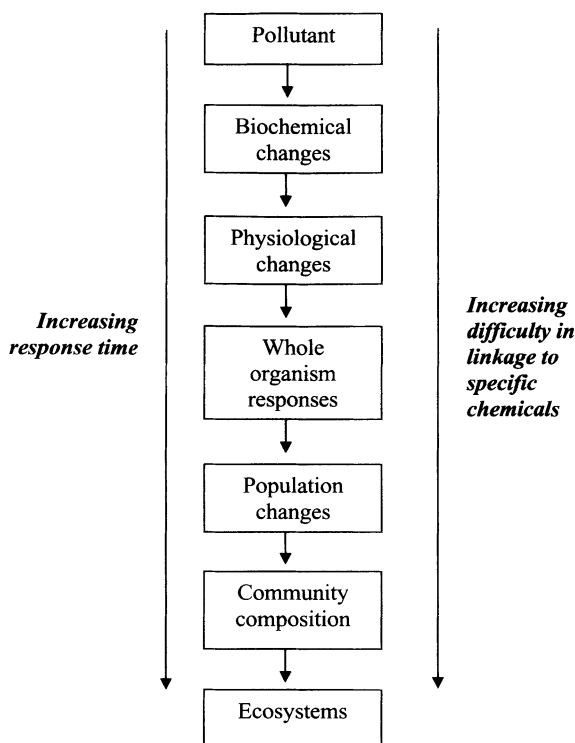 Pollutant
Biochemical
changes
Physiological
changes
Increasing
response time
Whole
organism
responses
Increasing
difficulty in
linkage to
specific
chemicals
Population
changes
Community
composition
Ecosystems